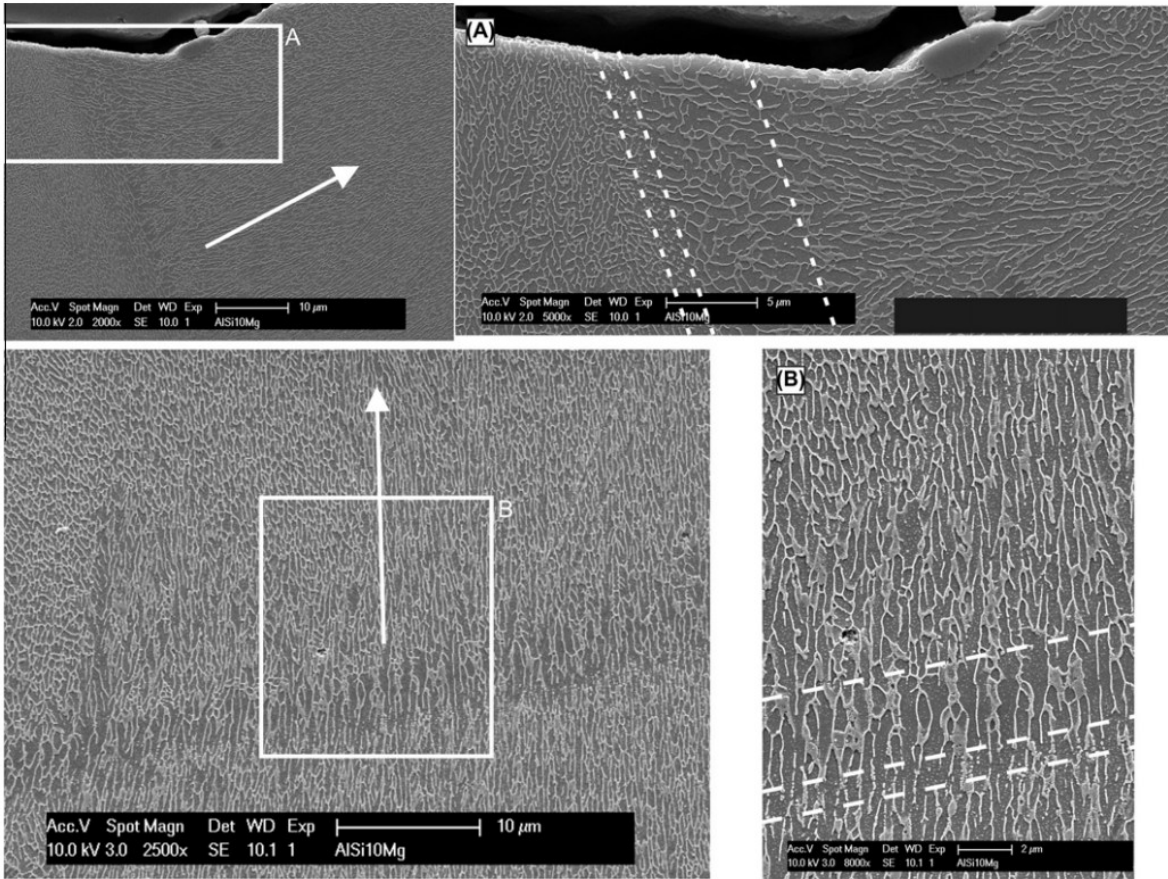 A
Acc.V Spot Magn Det WD Exp 10 µm
10.0 kV 2.0 2000x SE 10.0 1 AlSi10Mg
(A)
Acc.V Spot Magn Det WD Exp 5 µm
10.0 kV 2.0 5000x SE 10.0 1 AlSi10Mg
B
Acc.V Spot Magn Det WD Exp 10 µm
10.0 kV 3.0 2500x SE 10.1 1 AlSi10Mg
(B)
Acc.V Spot Magn Det WD Exp 2 µm
10.0 kV 3.0 8000x SE 10.1 1 AlSi10Mg